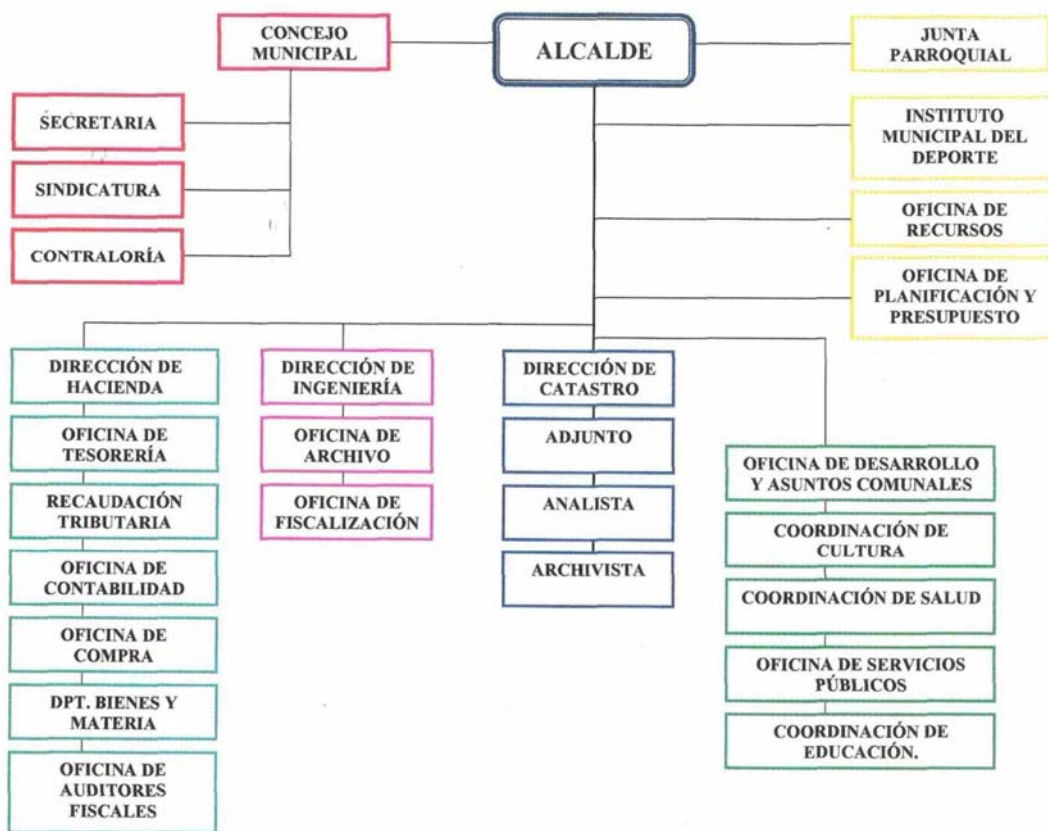 CONCEJO
MUNICIPAL
ALCALDE
JUNTA
PARROQUIAL
SECRETARIA
SINDICATURA
CONTRALORÍA
INSTITUTO
MUNICIPAL DEL
DEPORTE
OFICINA DE
RECURSOS
OFICINA DE
PLANIFICACIÓN Y
PRESUPUESTO
DIRECCIÓN DE
HACIENDA
OFICINA DE
TESORERÍA
RECAUDACIÓN
TRIBUTARIA
OFICINA DE
CONTABILIDAD
OFICINA DE
COMPRA
DPT. BIENES Y
MATERIA
OFICINA DE
AUDITORES
FISCALES
DIRECCIÓN DE
INGENIERÍA
OFICINA DE
ARCHIVO
OFICINA DE
FISCALIZACIÓN
DIRECCIÓN DE
CATASTRO
ADJUNTO
ANALISTA
ARCHIVISTA
OFICINA DE DESARROLLO
Y ASUNTOS COMUNALES
COORDINACIÓN DE
CULTURA
COORDINACIÓN DE SALUD
OFICINA DE SERVICIOS
PÚBLICOS
COORDINACIÓN DE
EDUCACIÓN.